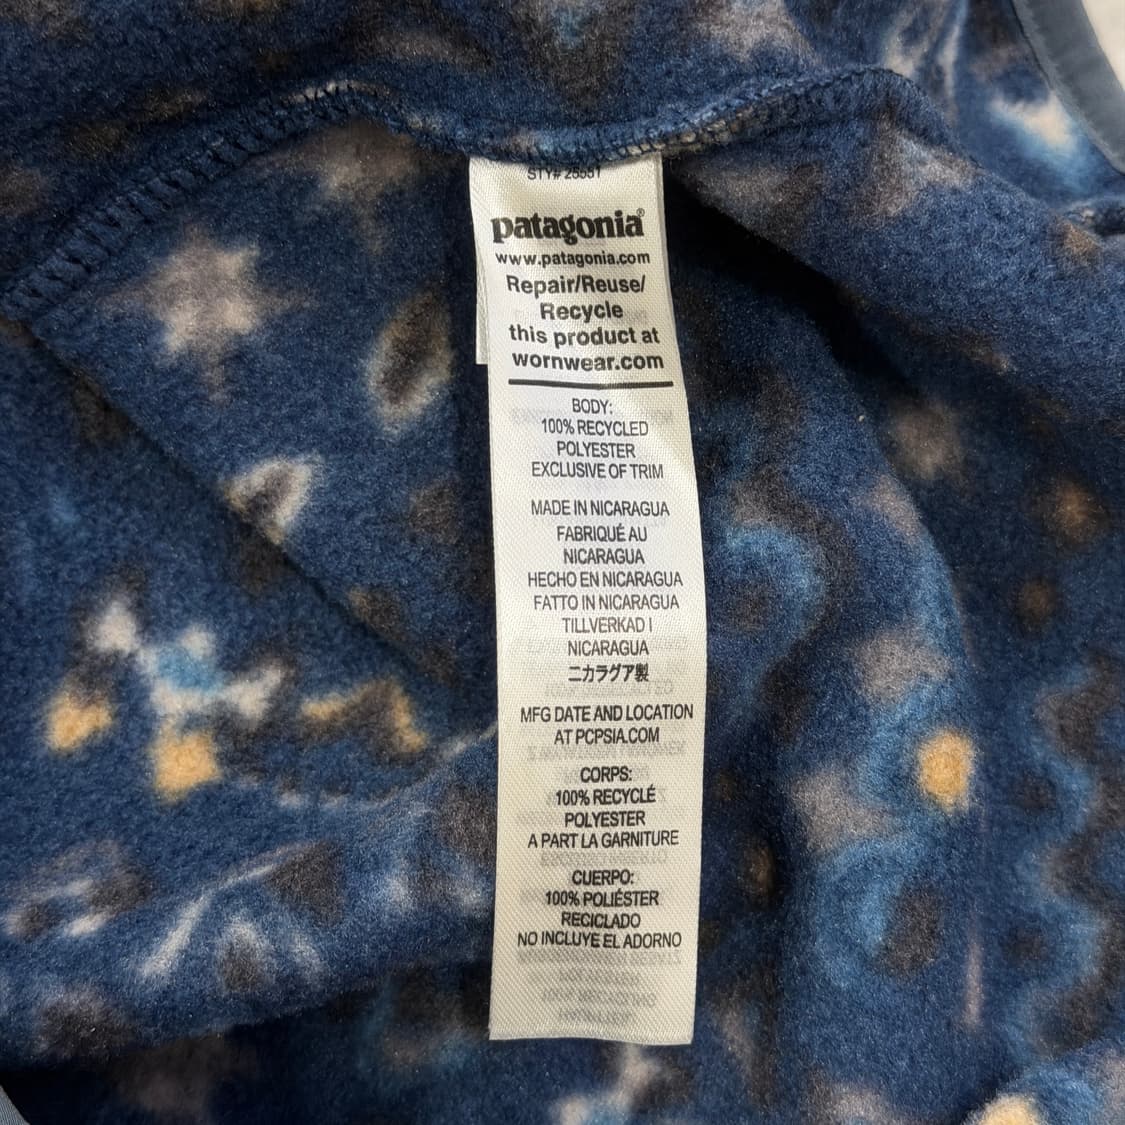 STY# 25551
patagonia®
www.patagonia.com
Repair/Reuse/
Recycle
this product at
wornwear.com
BODY:
100% RECYCLED
POLYESTER
EXCLUSIVE OF TRIM
MADE IN NICARAGUA
FABRIQUÉ AU
NICARAGUA
HECHO EN NICARAGUA
FATTO IN NICARAGUA
TILLVERKAD I
NICARAGUA
ニカラグア製
MFG DATE AND LOCATION
AT PCPSIA.COM
CORPS:
100% RECYCLÉ
POLYESTER
A PART LA GARNITURE
CUERPO:
100% POLIÉSTER
RECICLADO
NO INCLUYE EL ADORNO